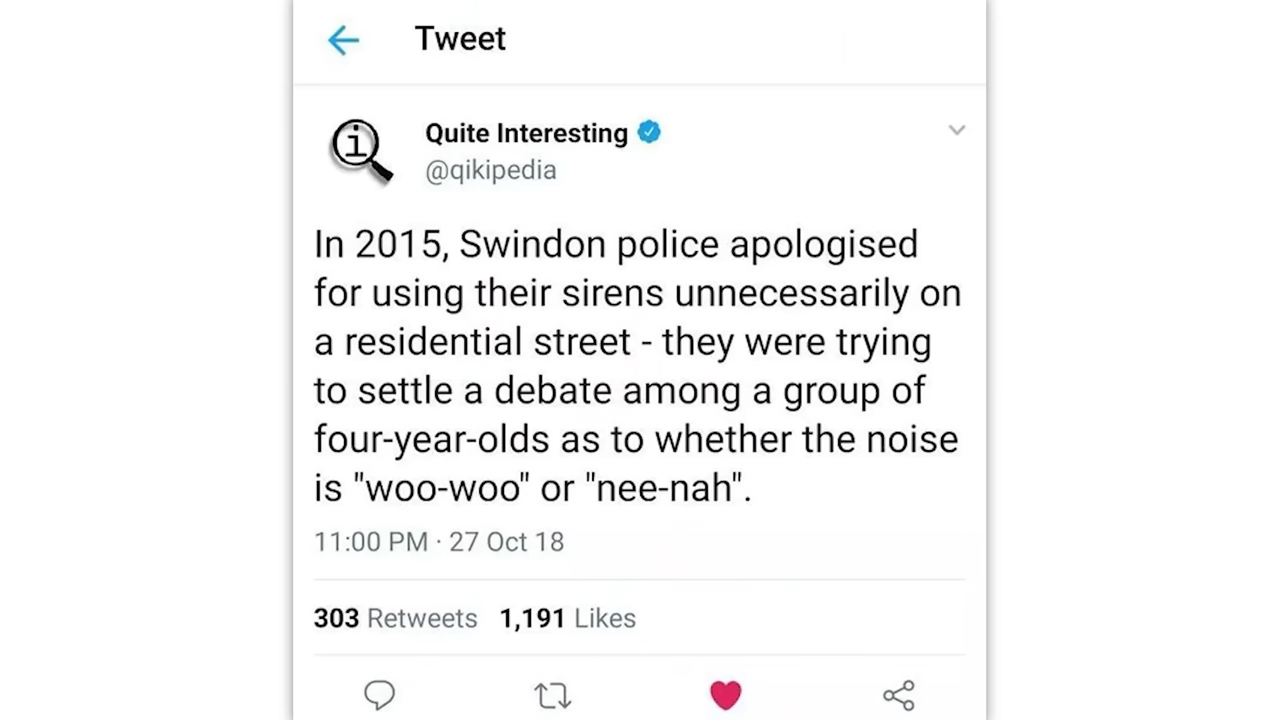 Tweet
Quite Interesting
@qikipedia
In 2015, Swindon police apologised
for using their sirens unnecessarily on
a residential street - they were trying
to settle a debate among a group of
four-year-olds as to whether the noise
is "woo-woo" or "nee-nah".
11:00 PM · 27 Oct 18
303 Retweets 1,191 Likes